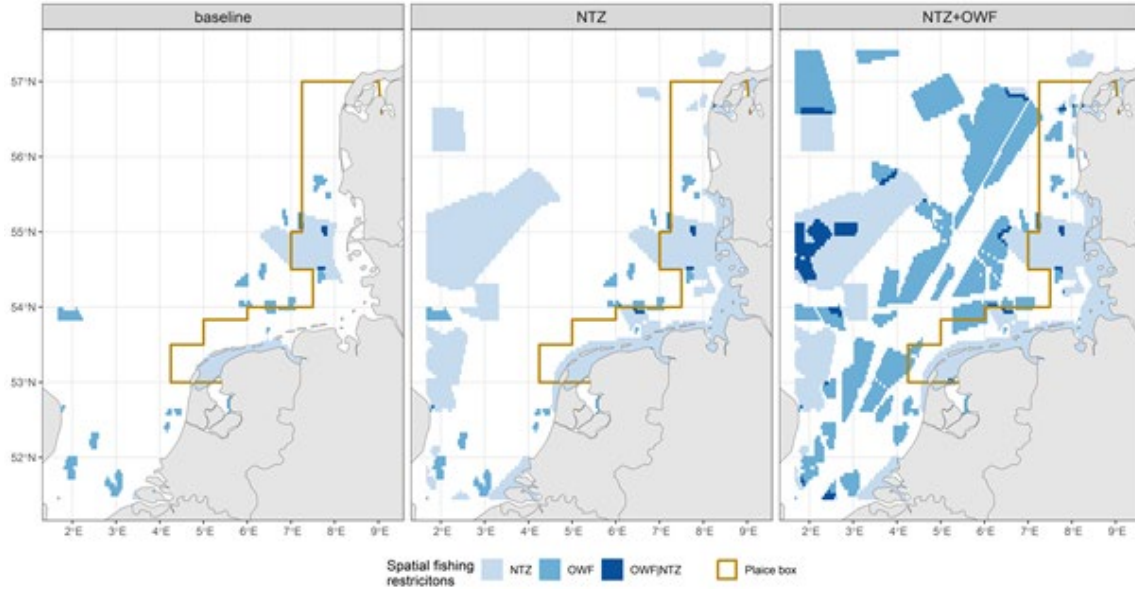 baseline
NTZ
NTZ+OWF
57°N
56°N
55°N
54°N
53°N
52°N
2°E 3°E 4°E 5°E 6°E 7°E 8°E 9°E
2°E 3°E 4°E 5°E 6°E 7°E 8°E 9°E
2°E 3°E 4°E 5°E 6°E 7°E 8°E 9°E
Spatial fishing
restricitons
NTZ
OWF
OWF|NTZ
Plaice box